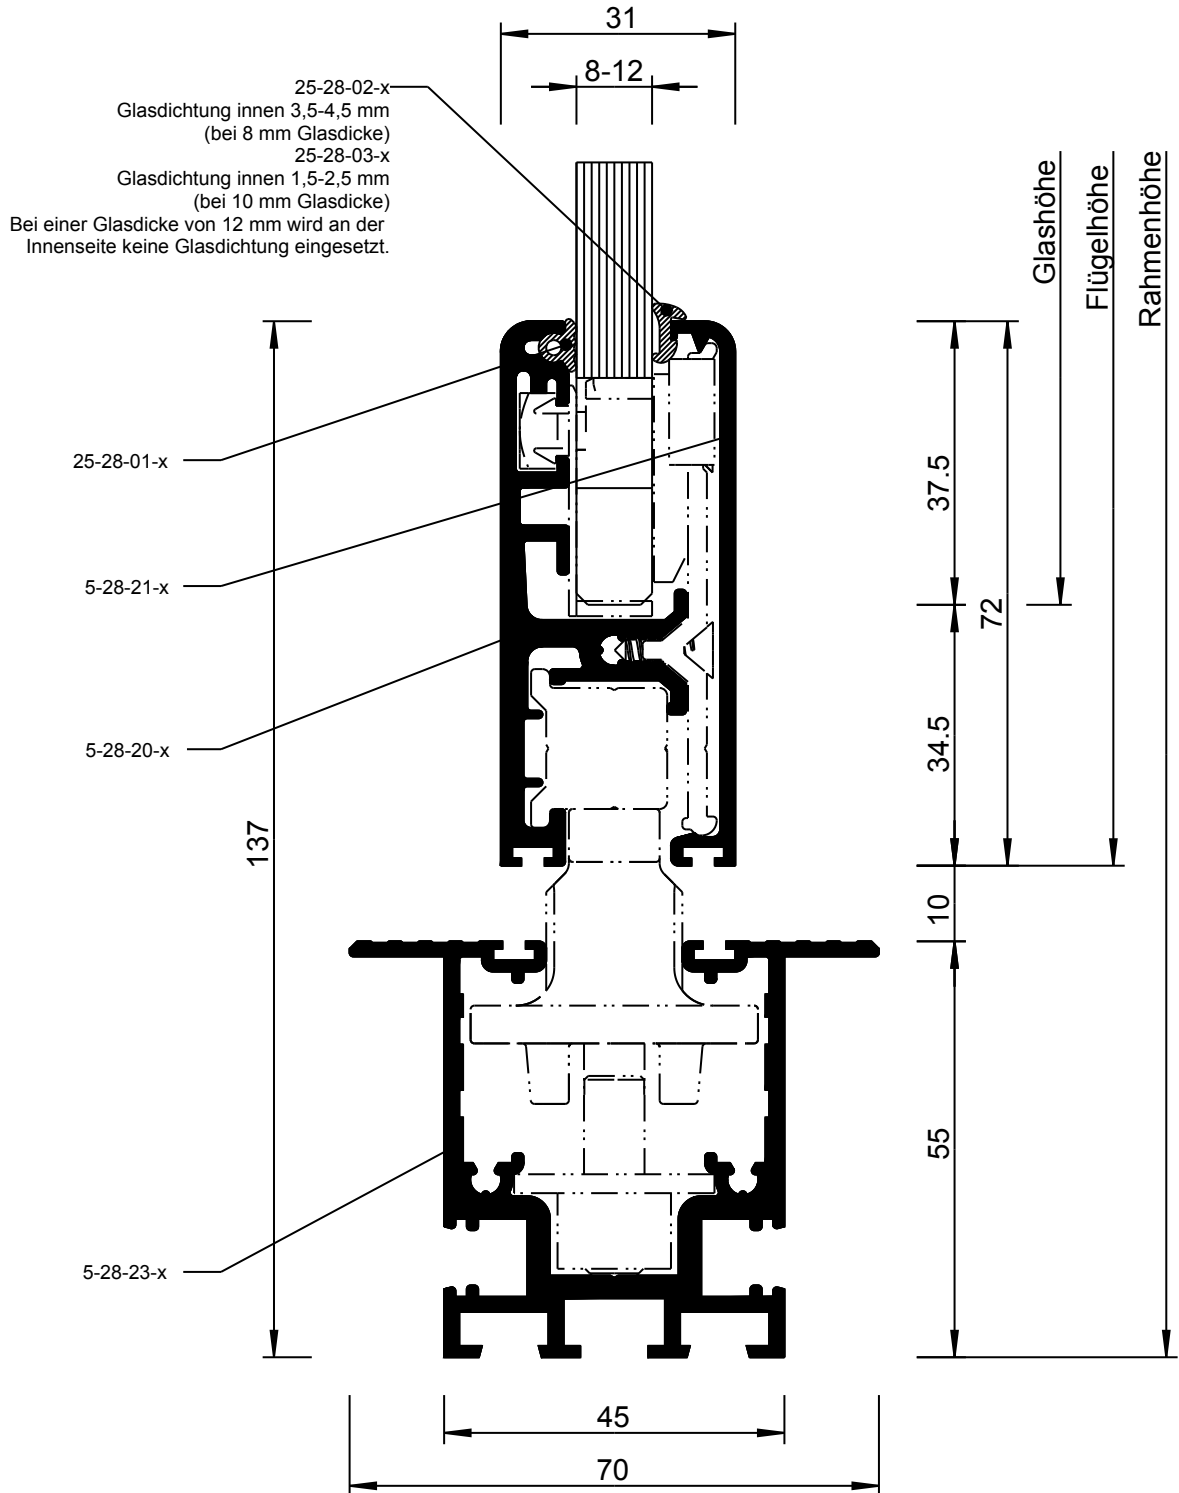 31
8-12
25-28-02-x
Glasdichtung innen 3,5-4,5 mm
(bei 8 mm Glasdicke)
25-28-03-x
Glasdichtung innen 1,5-2,5 mm
(bei 10 mm Glasdicke)
Bei einer Glasdicke von 12 mm wird an der
Innenseite keine Glasdichtung eingesetzt.
Glashöhe
Flügelhöhe
Rahmenhöhe
25-28-01-x
37.5
5-28-21-x
72
5-28-20-x
34.5
137
10
55
5-28-23-x
45
70